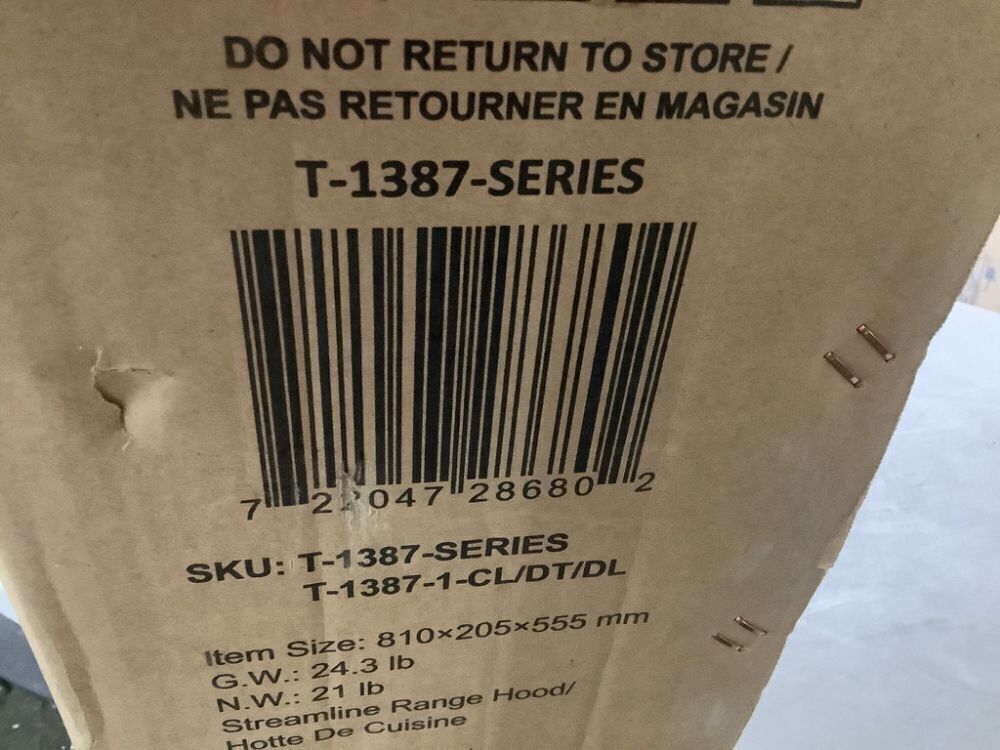 DO NOT RETURN TO STORE /
NE PAS RETOURNER EN MAGASIN
T-1387-SERIES
7 22047 28680 2
SKU: T-1387-SERIES
T-1387-1-CL/DT/DL
Item Size: 810×205×555 mm
G.W.: 24.3 lb
N.W.: 21 lb
Streamline Range Hood/
Hotte De Cuisine